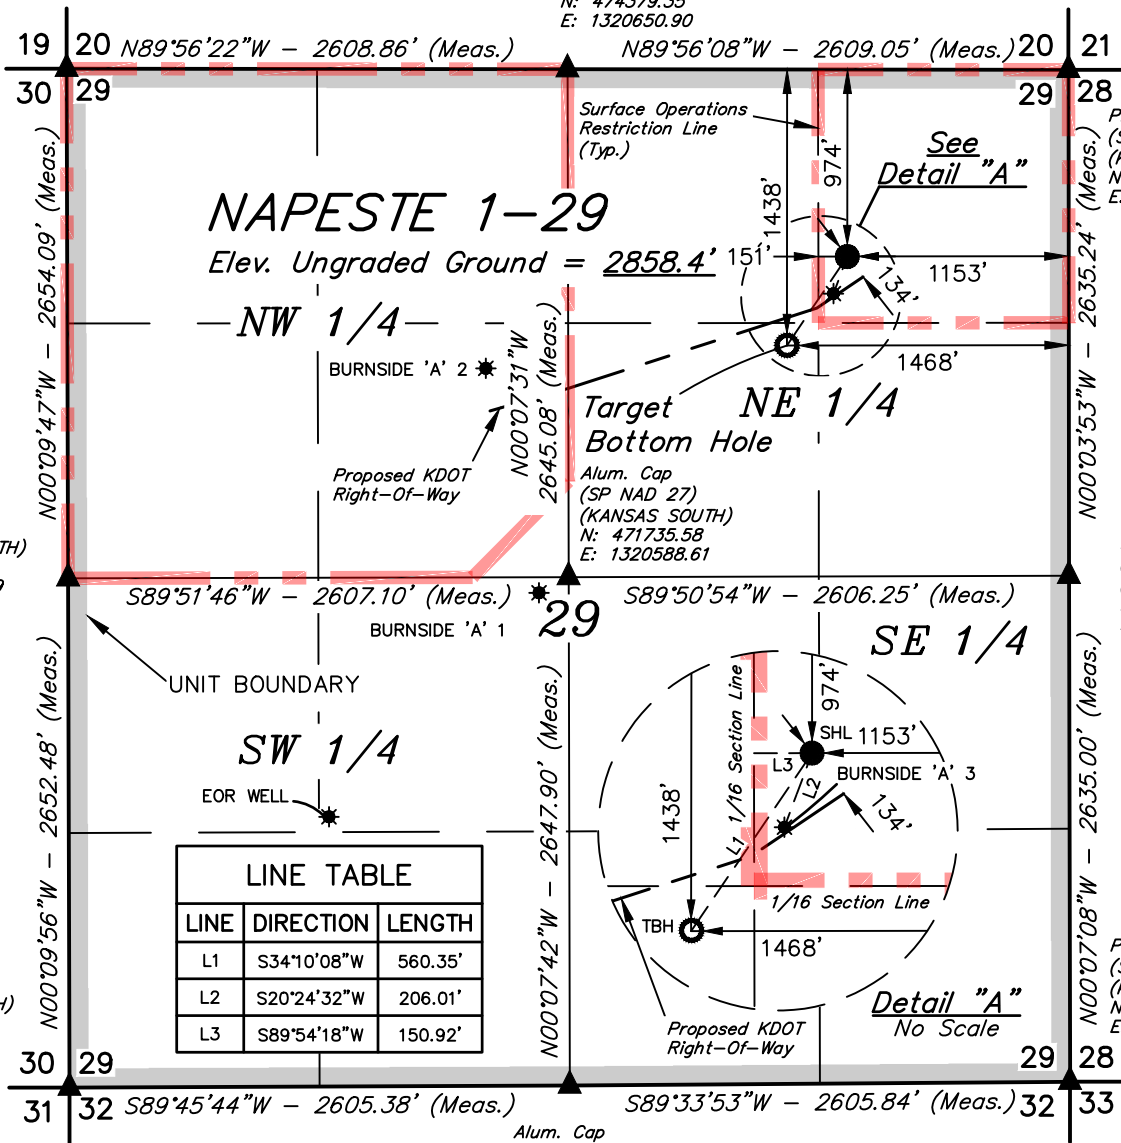 N: 474379.35
E: 1320650.90
19 20 N89°56'22"W - 2608.86' (Meas.)
N89°56'08"W - 2609.05' (Meas.) 20 21
30 29
29 28
Surface Operations
Restriction Line
(Typ.)
See
Detail "A"
974'
1438'
NAPESTE 1-29
Elev. Ungraded Ground = 2858.4'
151'
1153'
134'
1468'
N00°09'47"W - 2654.09' (Meas.)
N00°03'53"W - 2635.24' (Meas.)
NW 1/4
BURNSIDE 'A' 2
N00°07'31"W
2645.08' (Meas.)
NE 1/4
Target
Bottom Hole
Proposed KDOT
Right-Of-Way
Alum. Cap
(SP NAD 27)
(KANSAS SOUTH)
N: 471735.58
E: 1320588.61
S89°51'46"W - 2607.10' (Meas.)
S89°50'54"W - 2606.25' (Meas.)
BURNSIDE 'A' 1
29
SE 1/4
UNIT BOUNDARY
SW 1/4
EOR WELL
N00°09'56"W - 2652.48' (Meas.)
N00°07'42"W - 2647.90' (Meas.)
N00°07'08"W - 2635.00' (Meas.)
1/16 Section Line
974'
SHL
1153'
L3
L2
BURNSIDE 'A' 3
134'
1438'
L1
1/16 Section Line
TBH
1468'
Proposed KDOT
Right-Of-Way
Detail "A"
No Scale
LINE TABLE
LINE DIRECTION LENGTH
L1 S34°10'08"W 560.35'
L2 S20°24'32"W 206.01'
L3 S89°54'18"W 150.92'
30 29
29 28
31 32 S89°45'44"W - 2605.38' (Meas.)
S89°33'53"W - 2605.84' (Meas.) 32 33
Alum. Cap